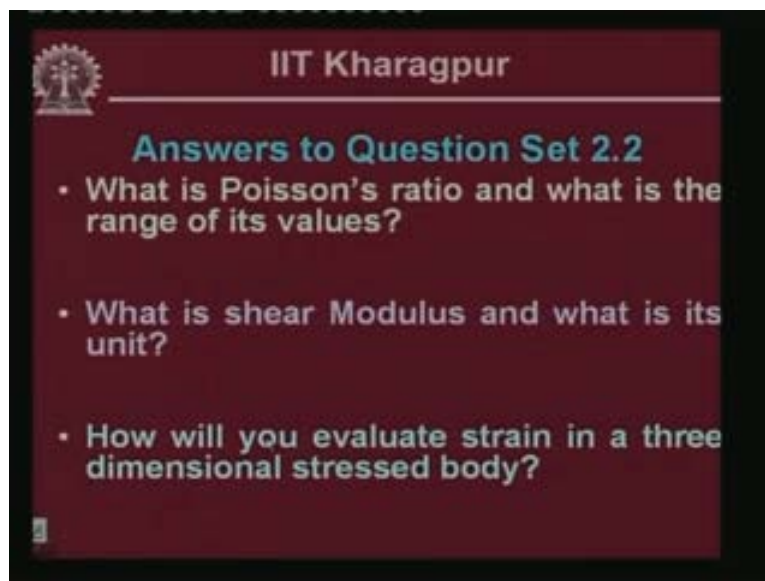 IIT Kharagpur
Answers to Question Set 2.2
• What is Poisson's ratio and what is the
range of its values?
• What is shear Modulus and what is its
unit?
• How will you evaluate strain in a three
dimensional stressed body?